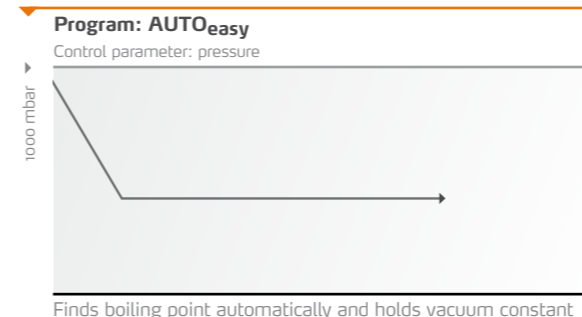 Program: AUTOeasy
Control parameter: pressure
1000 mbar
Finds boiling point automatically and holds vacuum constant